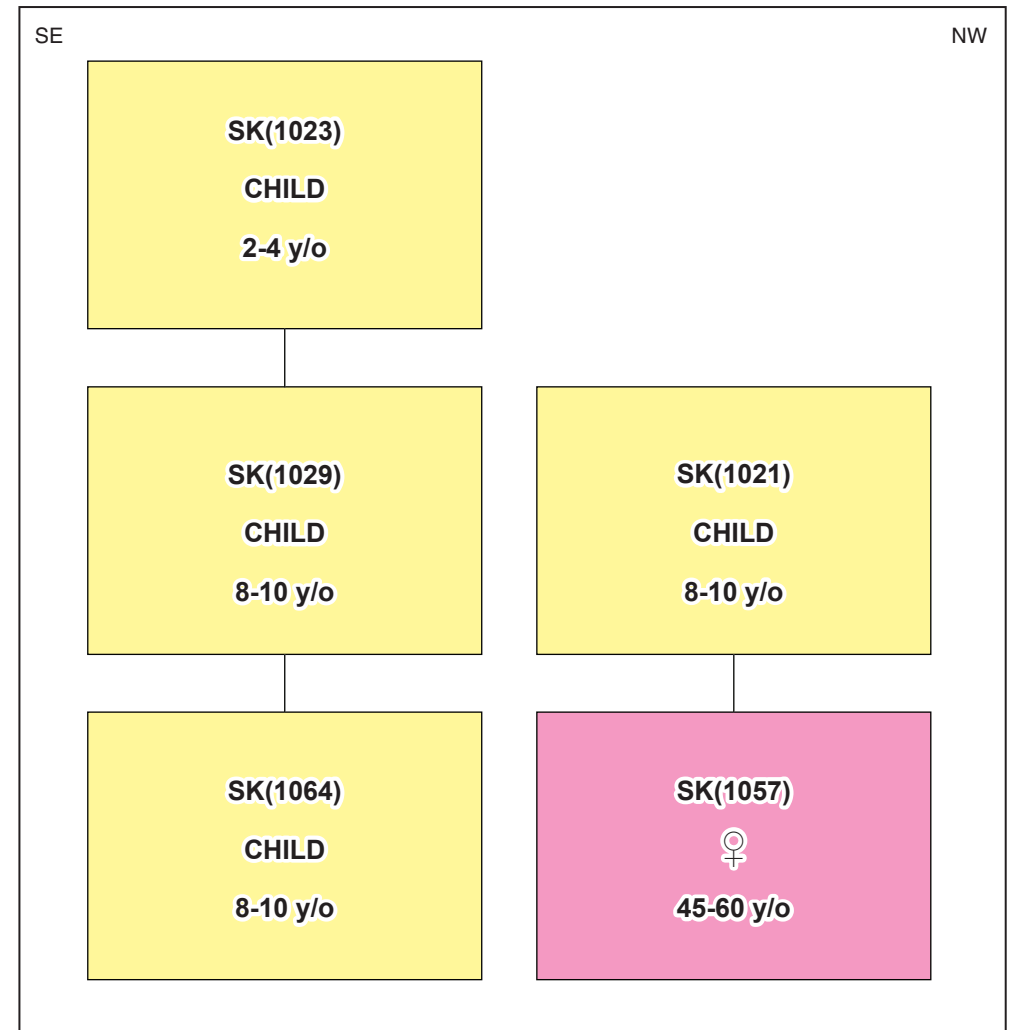 SE
NW
SK(1023)
CHILD
2-4 y/o
SK(1029)
CHILD
8-10 y/o
SK(1021)
CHILD
8-10 y/o
SK(1064)
CHILD
8-10 y/o
SK(1057)
♀
45-60 y/o